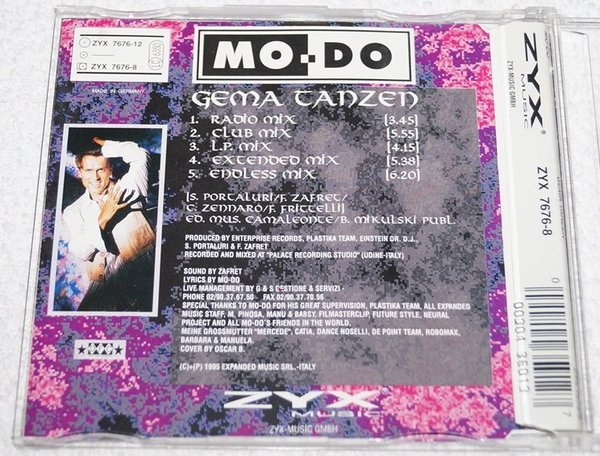 ZYX 7676-12
ZYX 7676-8
MADE IN GERMANY
MO-DO
GEMA TANZEN
1. RADIO MIX [3.45]
2. CLUB MIX [5.55]
3. L.P. MIX [4.15]
4. EXTENDED MIX [5.38]
5. ENDLESS MIX [6.20]
[S. PORTALURI/F. ZAFRET/
C. ZENNARO/F. FRITTELLI]
ED. MUS. CAMALEONTE/B. MIKULSKI PUBL.
PRODUCED BY ENTERPRISE RECORDS, PLASTIKA TEAM, EINSTEIN DR. D.J.,
S. PORTALURI & F. ZAFRET
RECORDED AND MIXED AT "PALACE RECORDING STUDIO" (UDINE-ITALY)
SOUND BY ZAFRET
LYRICS BY MO-DO
LIVE MANAGEMENT BY G & S GESTIONE & SERVIZI
PHONE 02/90.37.67.50 FAX 02/90.37.70.55
SPECIAL THANKS TO MO-DO FOR HIS GREAT SUPERVISION, PLASTIKA TEAM, ALL EXPANDED
MUSIC STAFF, M. PINOSA, MANU & BABSY, FILMASTERCLIP, FUTURE STYLE, NEURAL
PROJECT AND ALL MO-DO'S FRIENDS IN THE WORLD.
MEINE GROSSMUTTER "MERCEDE", CATIA, DANCE NOSELLI, DE POINT TEAM, ROBOMAX,
BARBARA & MANUELA
COVER BY OSCAR B.
(C)+(P) 1995 EXPANDED MUSIC SRL.-ITALY
ZYX
MUSIC
ZYX-MUSIC GMBH
ZYX
MUSIC
ZYX-MUSIC GMBH
ZYX 7676-8